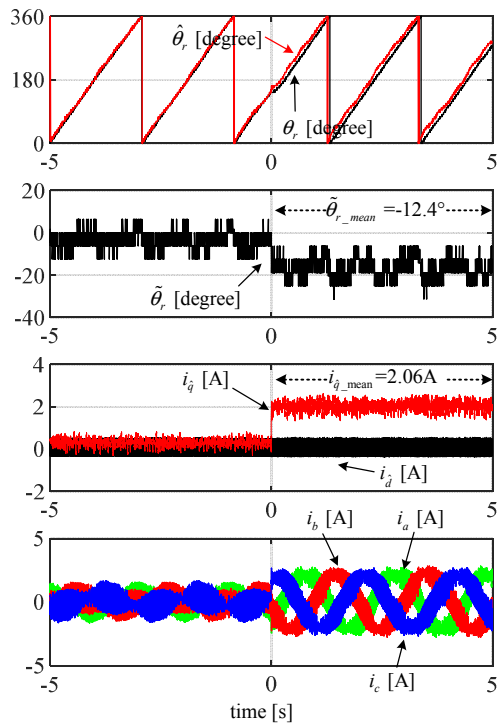 360
θ̂r [degree]
180
θr [degree]
0
-5 0 5
20
θ̃r_mean =-12.4°
0
-20
θ̃r [degree]
-40
-5 0 5
4
iq̂ [A]
iq̂_mean =2.06A
2
0
id̂ [A]
-2
-5 0 5
5
ib [A] ia [A]
0
ic [A]
-5
-5 0 5
time [s]